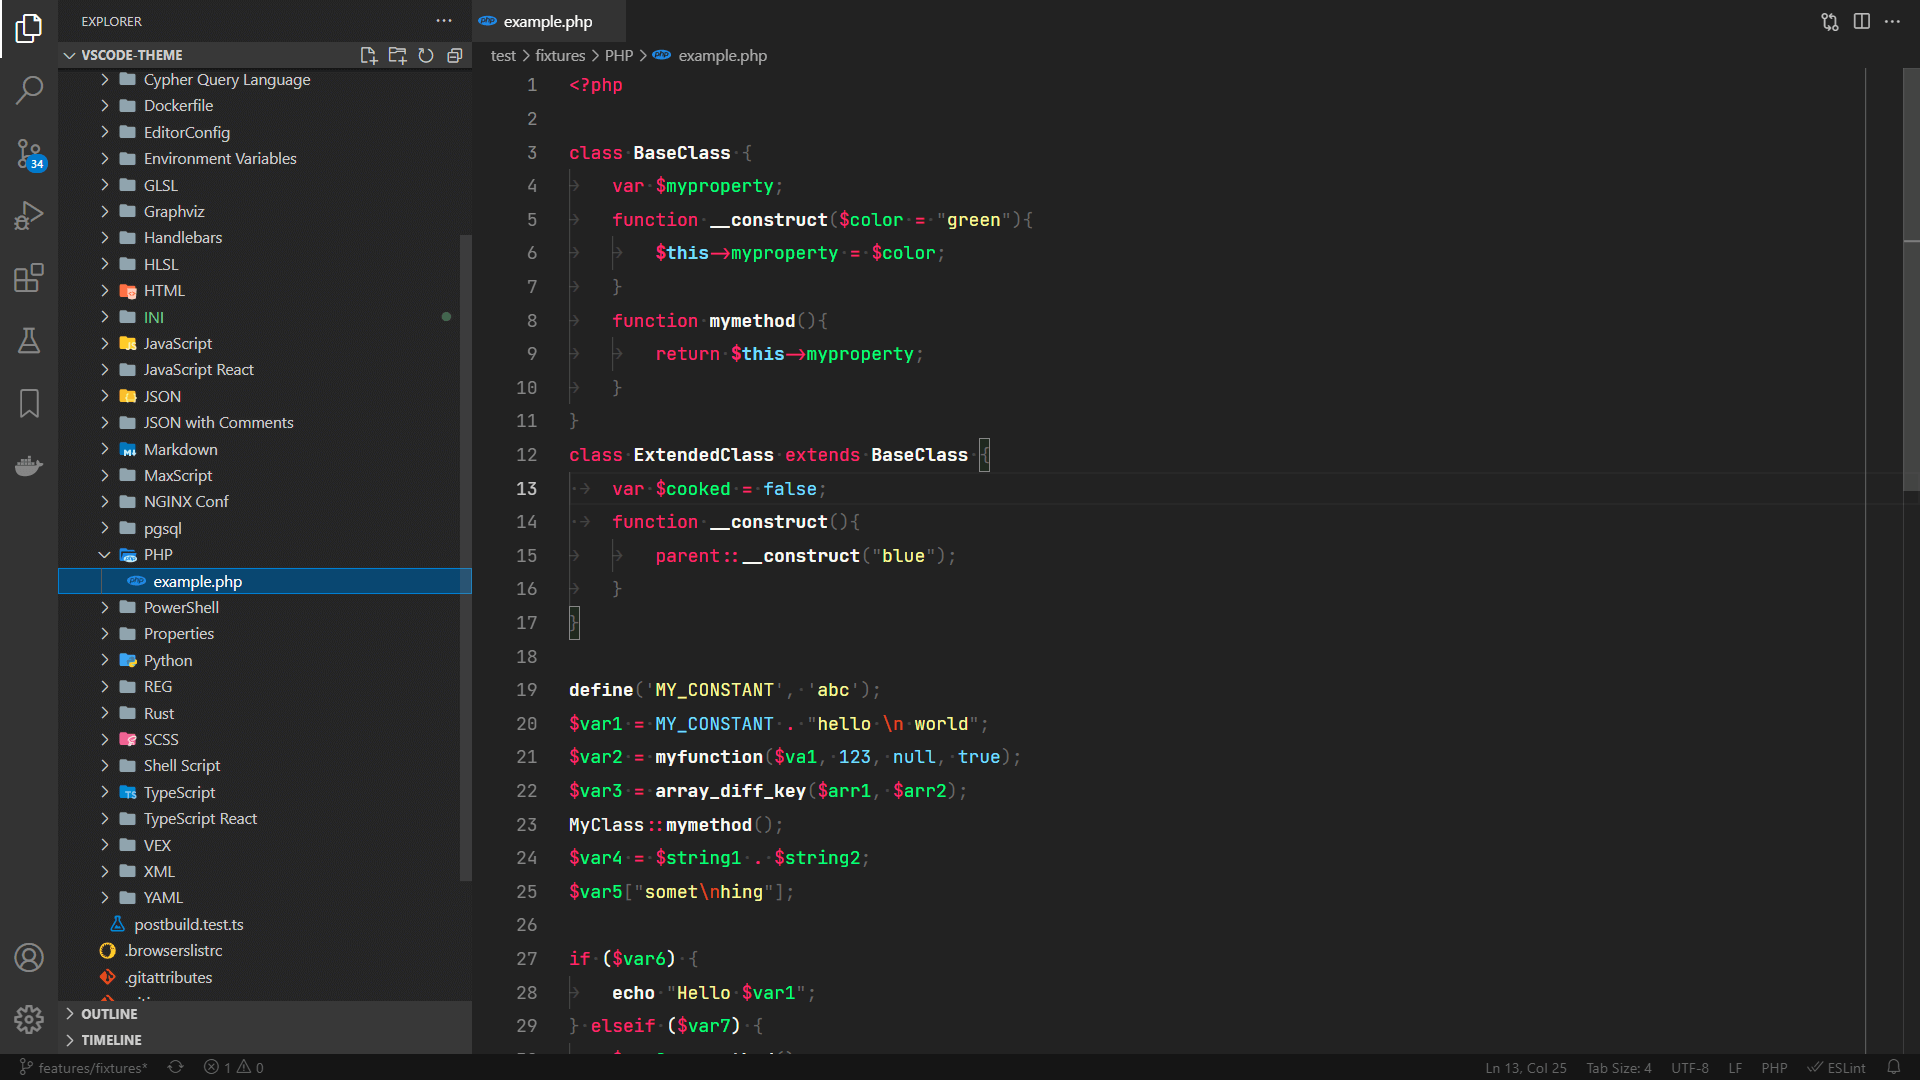 EXPLORER
VSCODE-THEME
34
Cypher Query Language
Dockerfile
EditorConfig
Environment Variables
GLSL
Graphviz
Handlebars
HLSL
HTML
INI
JavaScript
JavaScript React
JSON
JSON with Comments
Markdown
MaxScript
NGINX Conf
pgsql
PHP
example.php
PowerShell
Properties
Python
REG
Rust
SCSS
Shell Script
TypeScript
TypeScript React
VEX
XML
YAML
postbuild.test.ts
.browserslistrc
.gitattributes
OUTLINE
TIMELINE
example.php
test > fixtures > PHP > example.php
1 <?php
2
3 class BaseClass {
4 var $myproperty;
5 function __construct($color = "green"){
6 $this->myproperty = $color;
7 }
8 function mymethod(){
9 return $this->myproperty;
10 }
11 }
12 class ExtendedClass extends BaseClass {
13 var $cooked = false;
14 function __construct(){
15 parent::__construct("blue");
16 }
17 }
18
19 define('MY_CONSTANT', 'abc');
20 $var1 = MY_CONSTANT . "hello \n world";
21 $var2 = myfunction($va1, 123, null, true);
22 $var3 = array_diff_key($arr1, $arr2);
23 MyClass::mymethod();
24 $var4 = $string1 . $string2;
25 $var5["somet\nhing"];
26
27 if ($var6) {
28 echo "Hello $var1";
29 } elseif ($var7) {
features/fixtures* 1 0 Ln 13, Col 25 Tab Size: 4 UTF-8 LF PHP ESLint